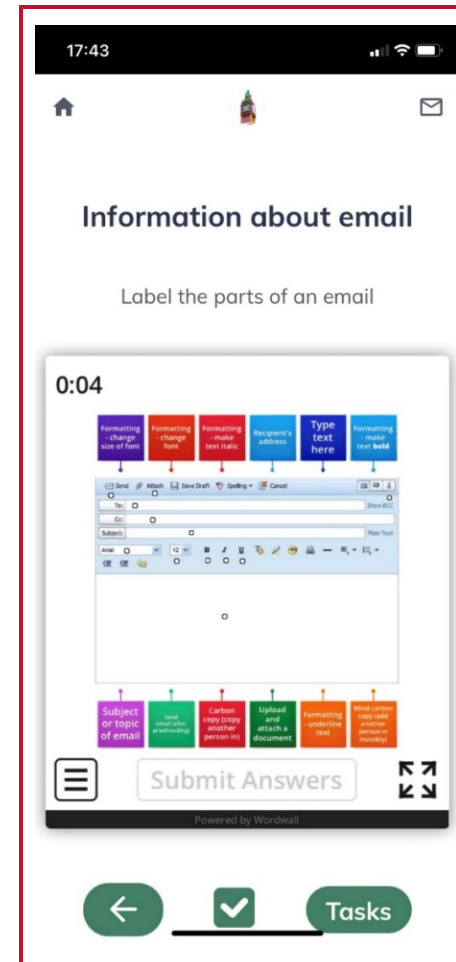 17:43
Information about email
Label the parts of an email
0:04
Formatting
- change
size of font
Formatting
- change
font
Formatting
- make
text italic
Recipient's
address
Type
text
here
Formatting
- make
text bold
Send Attach Save Draft Spelling Cancel
To: Show BCC
Cc:
Subject: Plain Text
Arial 12 B I U
Subject
or topic
of email
Send
email (after
proofreading)
Carbon
copy (copy
another
person in)
Upload
and
attach a
document
Formatting
- underline
text
Blind carbon
copy (add
another
person in
invisibly)
Submit Answers
Powered by Wordwall
Tasks